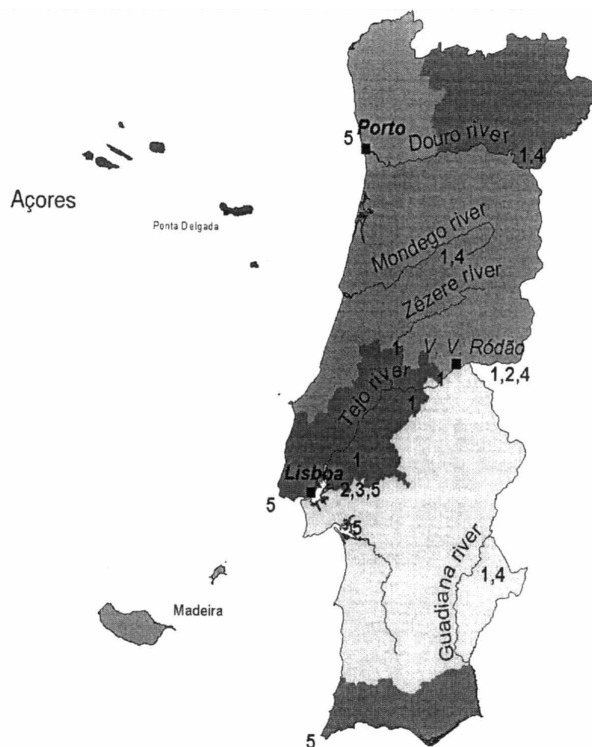 5 Porto
Douro river
1,4
Açores
Ponta Delgada
Mondego river
1,4
Zêzere river
1
V. V. Ródão
1,2,4
1
Tejo river
1
1
Lisboa
2,3,5
5
5
Guadiana river
1,4
Madeira
5